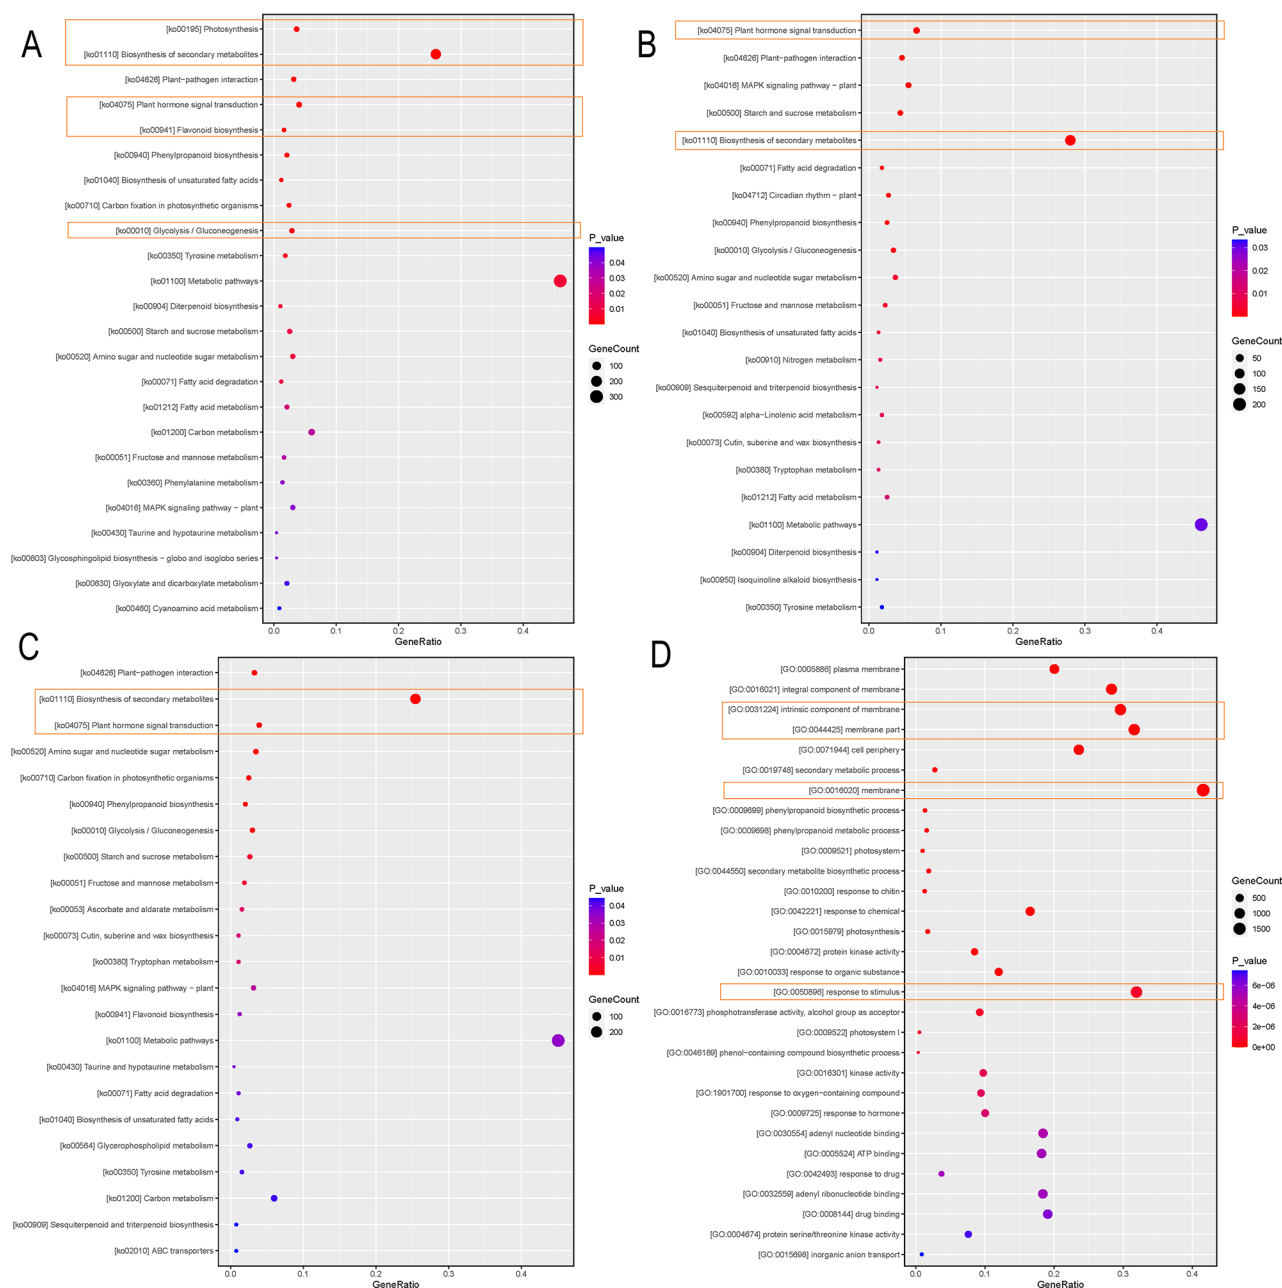 A
[ko00195] Photosynthesis
[ko01110] Biosynthesis of secondary metabolites
[ko04626] Plant−pathogen interaction
[ko04075] Plant hormone signal transduction
[ko00941] Flavonoid biosynthesis
[ko00940] Phenylpropanoid biosynthesis
[ko01040] Biosynthesis of unsaturated fatty acids
[ko00710] Carbon fixation in photosynthetic organisms
[ko00010] Glycolysis / Gluconeogenesis
[ko00350] Tyrosine metabolism
[ko01100] Metabolic pathways
[ko00904] Diterpenoid biosynthesis
[ko00500] Starch and sucrose metabolism
[ko00520] Amino sugar and nucleotide sugar metabolism
[ko00071] Fatty acid degradation
[ko01212] Fatty acid metabolism
[ko01200] Carbon metabolism
[ko00051] Fructose and mannose metabolism
[ko00360] Phenylalanine metabolism
[ko04016] MAPK signaling pathway − plant
[ko00430] Taurine and hypotaurine metabolism
[ko00603] Glycosphingolipid biosynthesis − globo and isoglobo series
[ko00630] Glyoxylate and dicarboxylate metabolism
[ko00460] Cyanoamino acid metabolism
0.0 0.1 0.2 0.3 0.4
GeneRatio
P_value
0.04
0.03
0.02
0.01
GeneCount
100
200
300
B
[ko04075] Plant hormone signal transduction
[ko04626] Plant−pathogen interaction
[ko04016] MAPK signaling pathway − plant
[ko00500] Starch and sucrose metabolism
[ko01110] Biosynthesis of secondary metabolites
[ko00071] Fatty acid degradation
[ko04712] Circadian rhythm − plant
[ko00940] Phenylpropanoid biosynthesis
[ko00010] Glycolysis / Gluconeogenesis
[ko00520] Amino sugar and nucleotide sugar metabolism
[ko00051] Fructose and mannose metabolism
[ko01040] Biosynthesis of unsaturated fatty acids
[ko00910] Nitrogen metabolism
[ko00909] Sesquiterpenoid and triterpenoid biosynthesis
[ko00592] alpha−Linolenic acid metabolism
[ko00073] Cutin, suberine and wax biosynthesis
[ko00380] Tryptophan metabolism
[ko01212] Fatty acid metabolism
[ko01100] Metabolic pathways
[ko00904] Diterpenoid biosynthesis
[ko00950] Isoquinoline alkaloid biosynthesis
[ko00350] Tyrosine metabolism
0.0 0.1 0.2 0.3 0.4
GeneRatio
P_value
0.03
0.02
0.01
GeneCount
50
100
150
200
C
[ko04626] Plant−pathogen interaction
[ko01110] Biosynthesis of secondary metabolites
[ko04075] Plant hormone signal transduction
[ko00520] Amino sugar and nucleotide sugar metabolism
[ko00710] Carbon fixation in photosynthetic organisms
[ko00940] Phenylpropanoid biosynthesis
[ko00010] Glycolysis / Gluconeogenesis
[ko00500] Starch and sucrose metabolism
[ko00051] Fructose and mannose metabolism
[ko00053] Ascorbate and aldarate metabolism
[ko00073] Cutin, suberine and wax biosynthesis
[ko00380] Tryptophan metabolism
[ko04016] MAPK signaling pathway − plant
[ko00941] Flavonoid biosynthesis
[ko01100] Metabolic pathways
[ko00430] Taurine and hypotaurine metabolism
[ko00071] Fatty acid degradation
[ko01040] Biosynthesis of unsaturated fatty acids
[ko00564] Glycerophospholipid metabolism
[ko00350] Tyrosine metabolism
[ko01200] Carbon metabolism
[ko00909] Sesquiterpenoid and triterpenoid biosynthesis
[ko02010] ABC transporters
0.0 0.1 0.2 0.3 0.4
GeneRatio
P_value
0.04
0.03
0.02
0.01
GeneCount
100
200
D
[GO:0005886] plasma membrane
[GO:0016021] integral component of membrane
[GO:0031224] intrinsic component of membrane
[GO:0044425] membrane part
[GO:0071944] cell periphery
[GO:0019748] secondary metabolic process
[GO:0016020] membrane
[GO:0009699] phenylpropanoid biosynthetic process
[GO:0009698] phenylpropanoid metabolic process
[GO:0009521] photosystem
[GO:0044550] secondary metabolite biosynthetic process
[GO:0010200] response to chitin
[GO:0042221] response to chemical
[GO:0015979] photosynthesis
[GO:0004672] protein kinase activity
[GO:0010033] response to organic substance
[GO:0050896] response to stimulus
[GO:0016773] phosphotransferase activity, alcohol group as acceptor
[GO:0009522] photosystem I
[GO:0046189] phenol−containing compound biosynthetic process
[GO:0016301] kinase activity
[GO:1901700] response to oxygen−containing compound
[GO:0009725] response to hormone
[GO:0030554] adenyl nucleotide binding
[GO:0005524] ATP binding
[GO:0042493] response to drug
[GO:0032559] adenyl ribonucleotide binding
[GO:0008144] drug binding
[GO:0004674] protein serine/threonine kinase activity
[GO:0015698] inorganic anion transport
0.0 0.1 0.2 0.3 0.4
GeneRatio
GeneCount
500
1000
1500
P_value
6e−06
4e−06
2e−06
0e+00